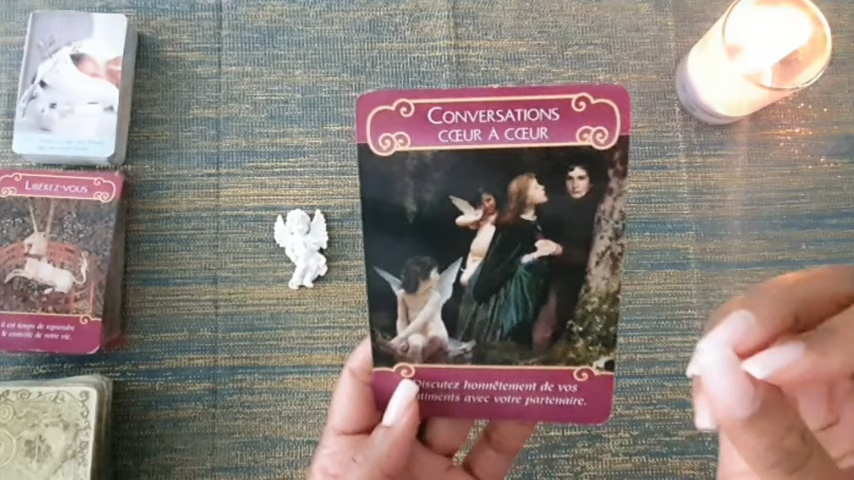 LIBÉREZ-VOUS
il est temps de reprendre
le contrôle de votre vie.
CONVERSATIONS
CŒUR À CŒUR
Discutez honnêtement de vos
timents avec votre partenaire.